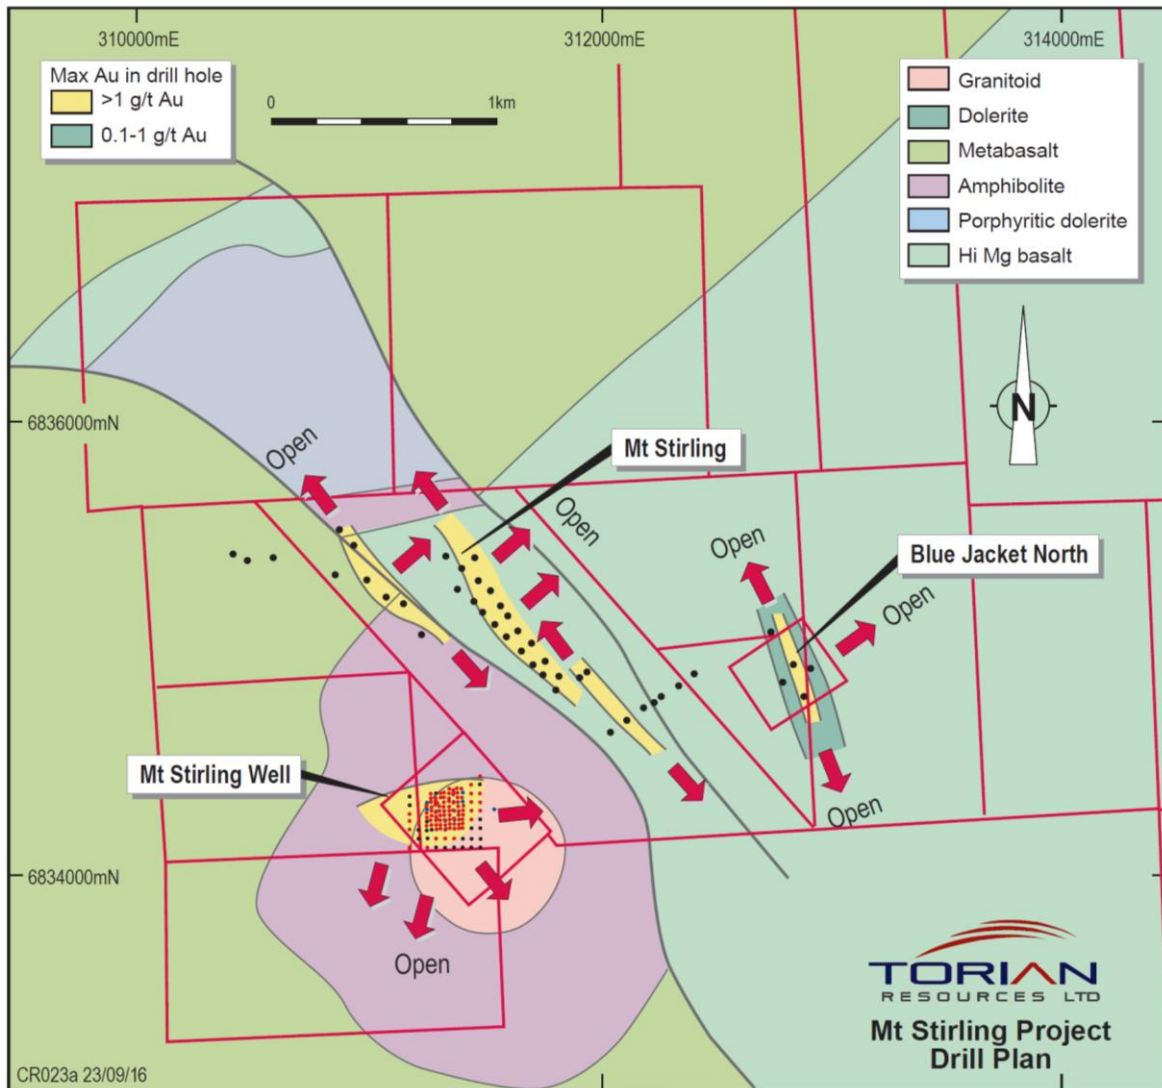 310000mE
312000mE
314000mE
Max Au in drill hole
>1 g/t Au
0.1-1 g/t Au
0
1km
Granitoid
Dolerite
Metabasalt
Amphibolite
Porphyritic dolerite
Hi Mg basalt
N
6836000mN
Open
Mt Stirling
Open
Open
Blue Jacket North
Open
Mt Stirling Well
Open
6834000mN
Open
TORIAN
RESOURCES LTD
Mt Stirling Project
Drill Plan
CR023a 23/09/16